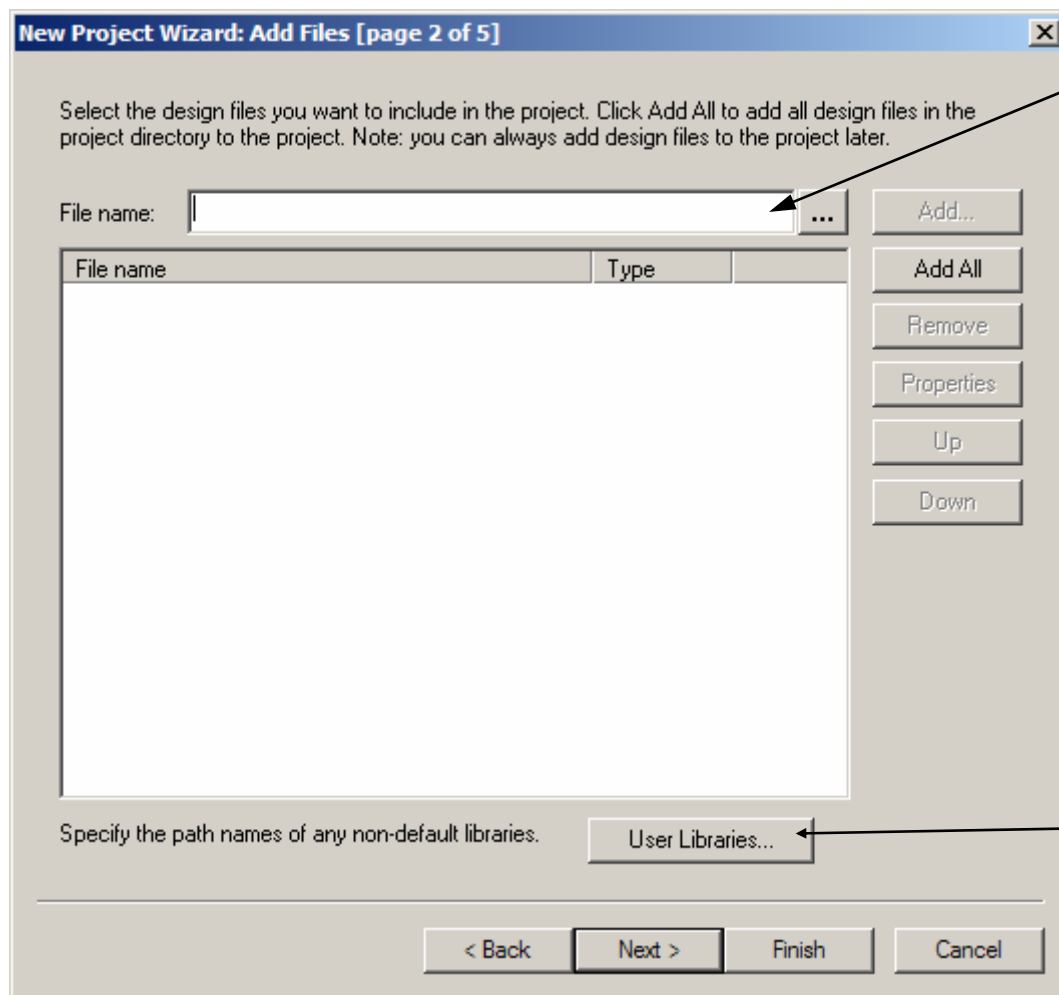 New Project Wizard: Add Files [page 2 of 5]
Select the design files you want to include in the project. Click Add All to add all design files in the
project directory to the project. Note: you can always add design files to the project later.
File name:
...
Add...
File name
Type
Add All
Remove
Properties
Up
Down
Specify the path names of any non-default libraries.
User Libraries...
< Back
Next >
Finish
Cancel